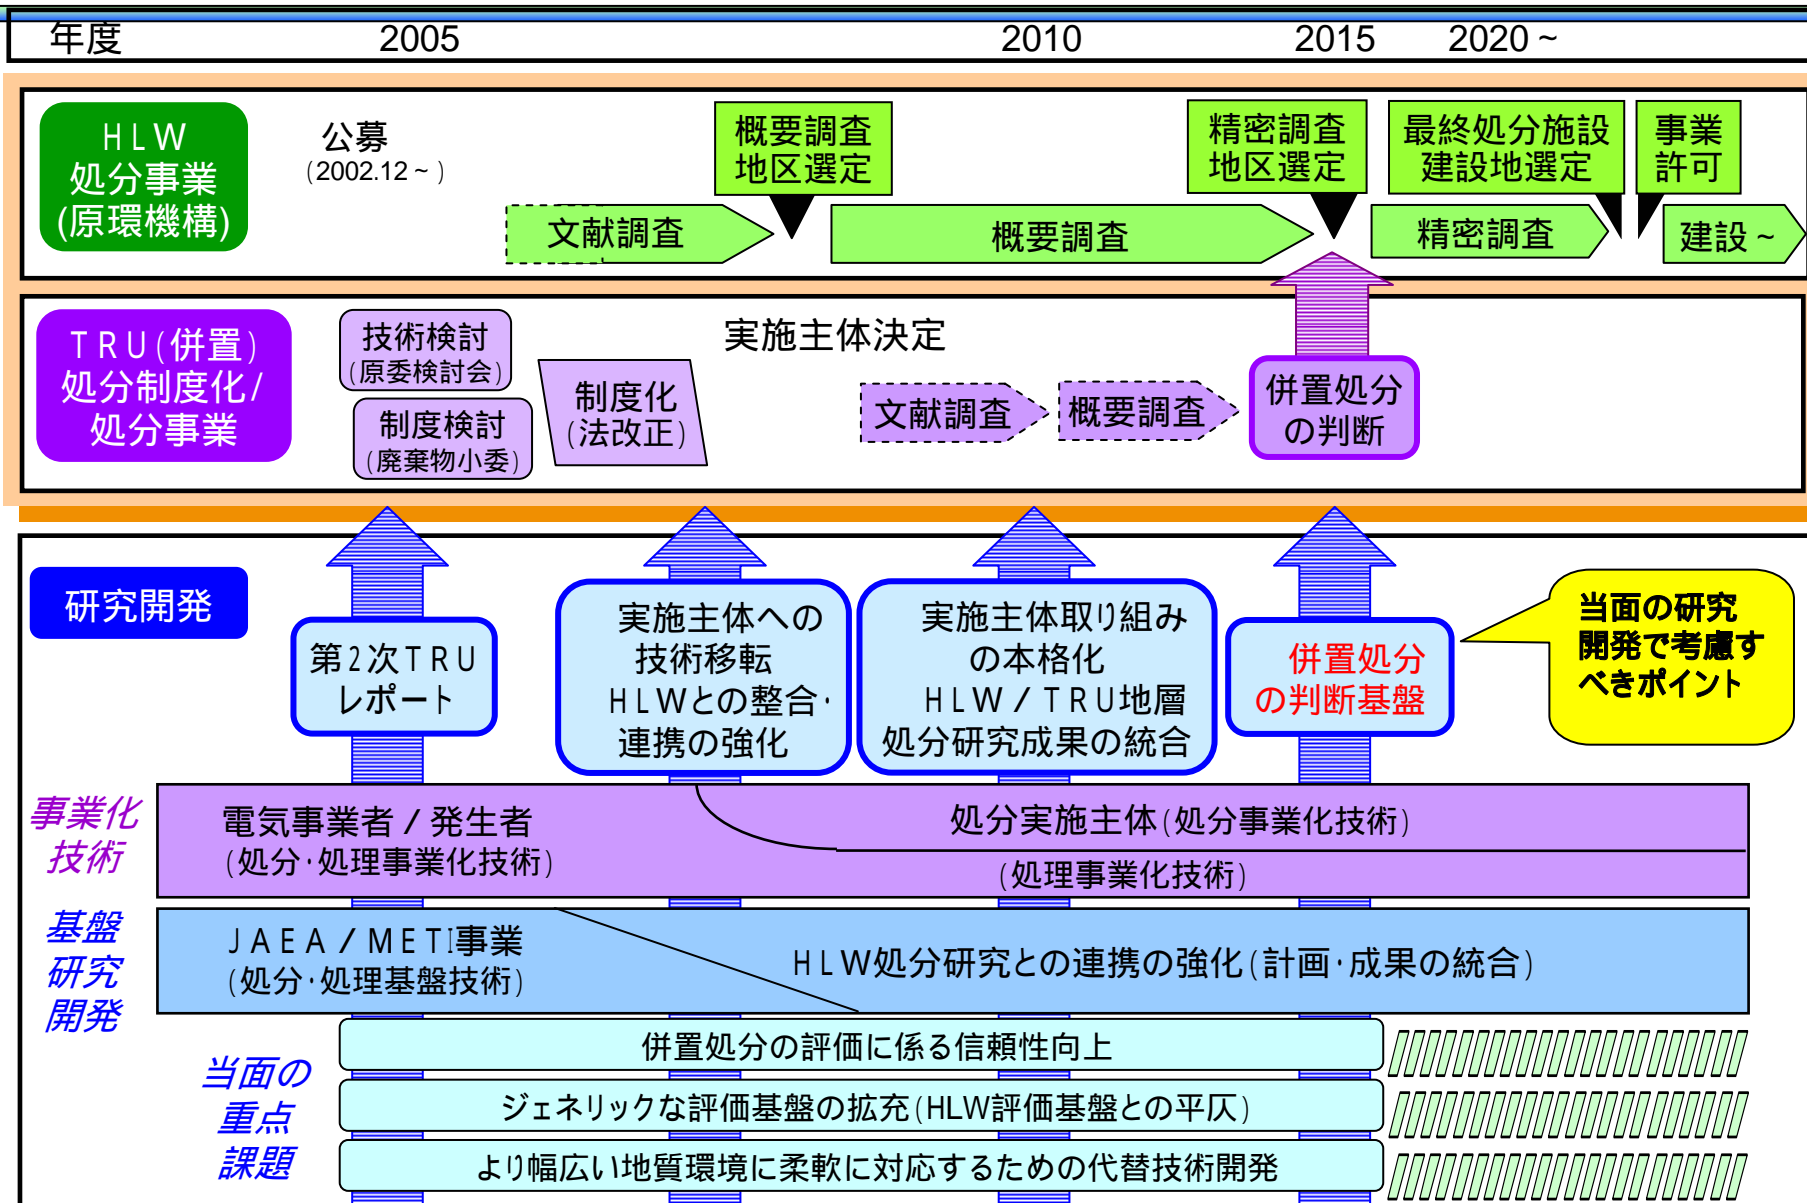 年度 2005 2010 2015 2020～
HLW
処分事業
(原環機構)
公募
(2002.12～)
概要調査
地区選定
精密調査
地区選定
最終処分施設
建設地選定
事業
許可
文献調査
概要調査
精密調査
建設～
TRU(併置)
処分制度化/
処分事業
技術検討
(原委検討会)
制度検討
(廃棄物小委)
制度化
(法改正)
実施主体決定
文献調査
概要調査
併置処分
の判断
研究開発
第2次TRU
レポート
実施主体への
技術移転
HLWとの整合・
連携の強化
実施主体取り組み
の本格化
HLW/TRU地層
処分研究成果の統合
併置処分
の判断基盤
当面の研究
開発で考慮す
べきポイント
事業化
技術
電気事業者/発生者
(処分・処理事業化技術)
処分実施主体(処分事業化技術)
(処理事業化技術)
基盤
研究
開発
JAEA/METI事業
(処分・処理基盤技術)
HLW処分研究との連携の強化(計画・成果の統合)
当面の
重点
課題
併置処分の評価に係る信頼性向上
ジェネリックな評価基盤の拡充(HLW評価基盤との平仄)
より幅広い地質環境に柔軟に対応するための代替技術開発